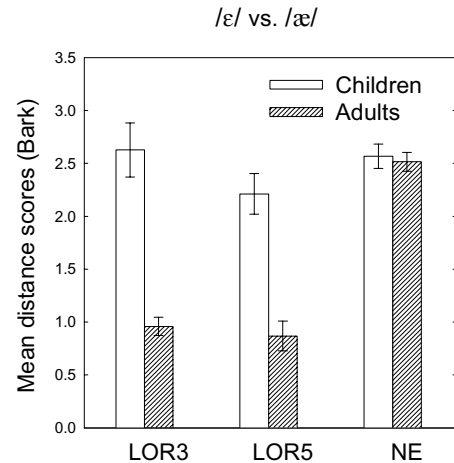 /ɛ/ vs. /æ/
Mean distance scores (Bark)
3.5
3.0
2.5
2.0
1.5
1.0
0.5
0.0
Children
Adults
LOR3 LOR5 NE